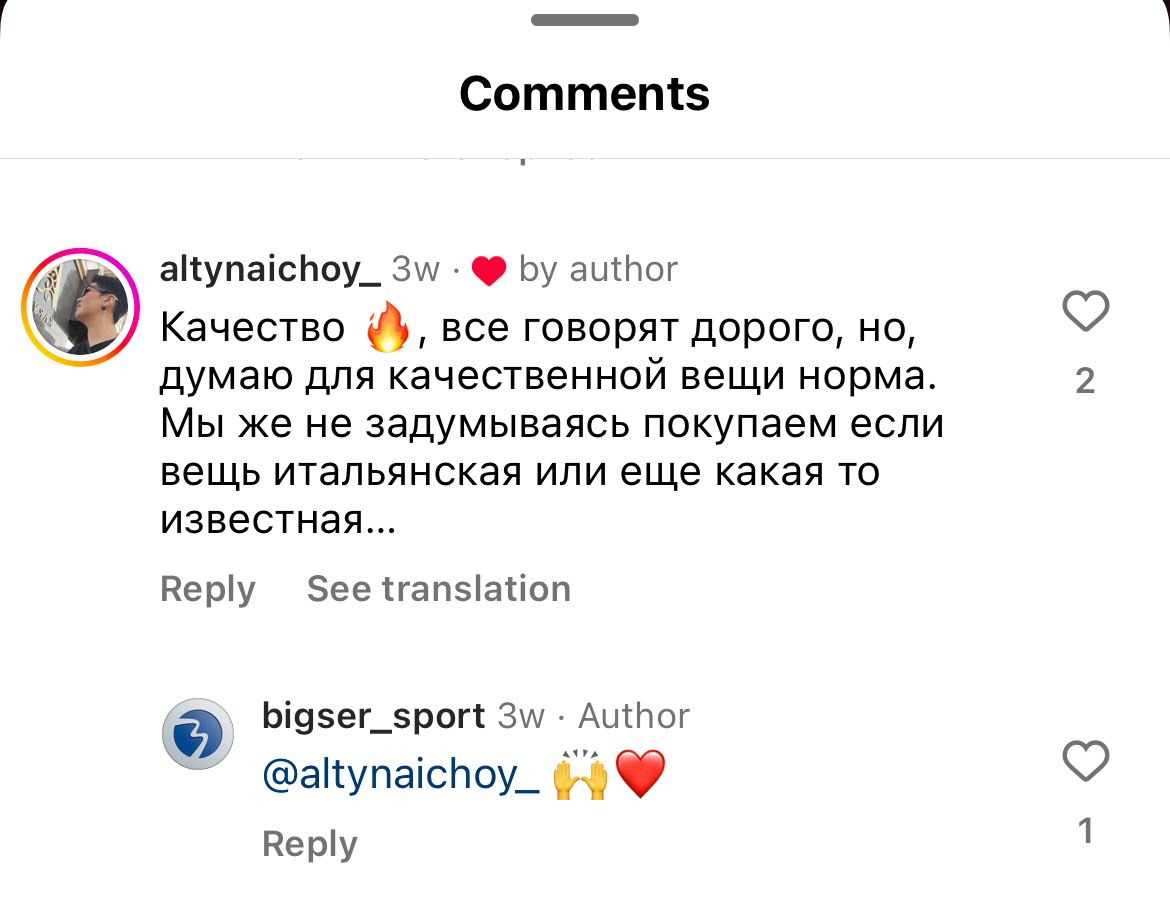 Comments
altynaichoy_ 3w · ❤️ by author
Качество 🔥, все говорят дорого, но,
думаю для качественной вещи норма.
Мы же не задумываясь покупаем если
вещь итальянская или еще какая то
известная...
2
Reply See translation
bigser_sport 3w · Author
@altynaichoy_ 🙌❤️
1
Reply